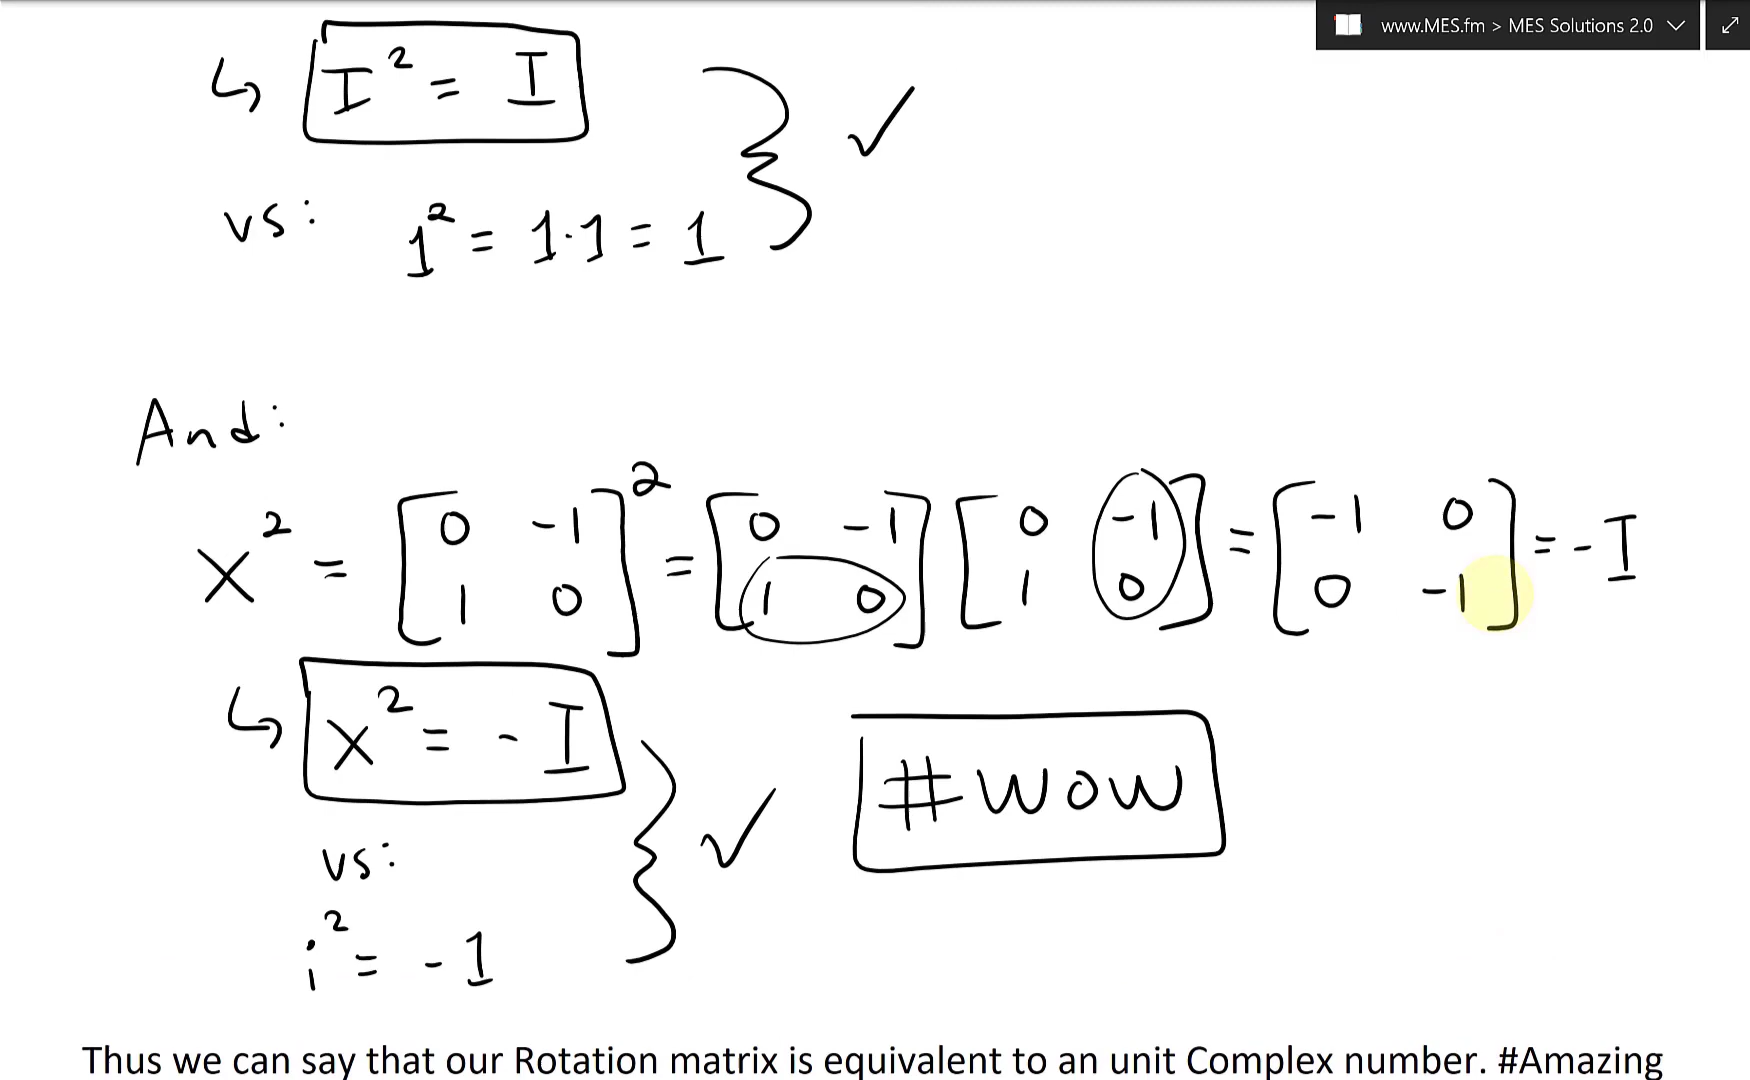 www.MES.fm > MES Solutions 2.0
↳ I² = I
vs: 1² = 1·1 = 1 ✓
And:
X² = [0 -1; 1 0]² = [0 -1; 1 0] [0 -1; 1 0] = [-1 0; 0 -1] = -I
↳ X² = -I
#WOW
vs: ✓
i² = -1
Thus we can say that our Rotation matrix is equivalent to an unit Complex number. #Amazing